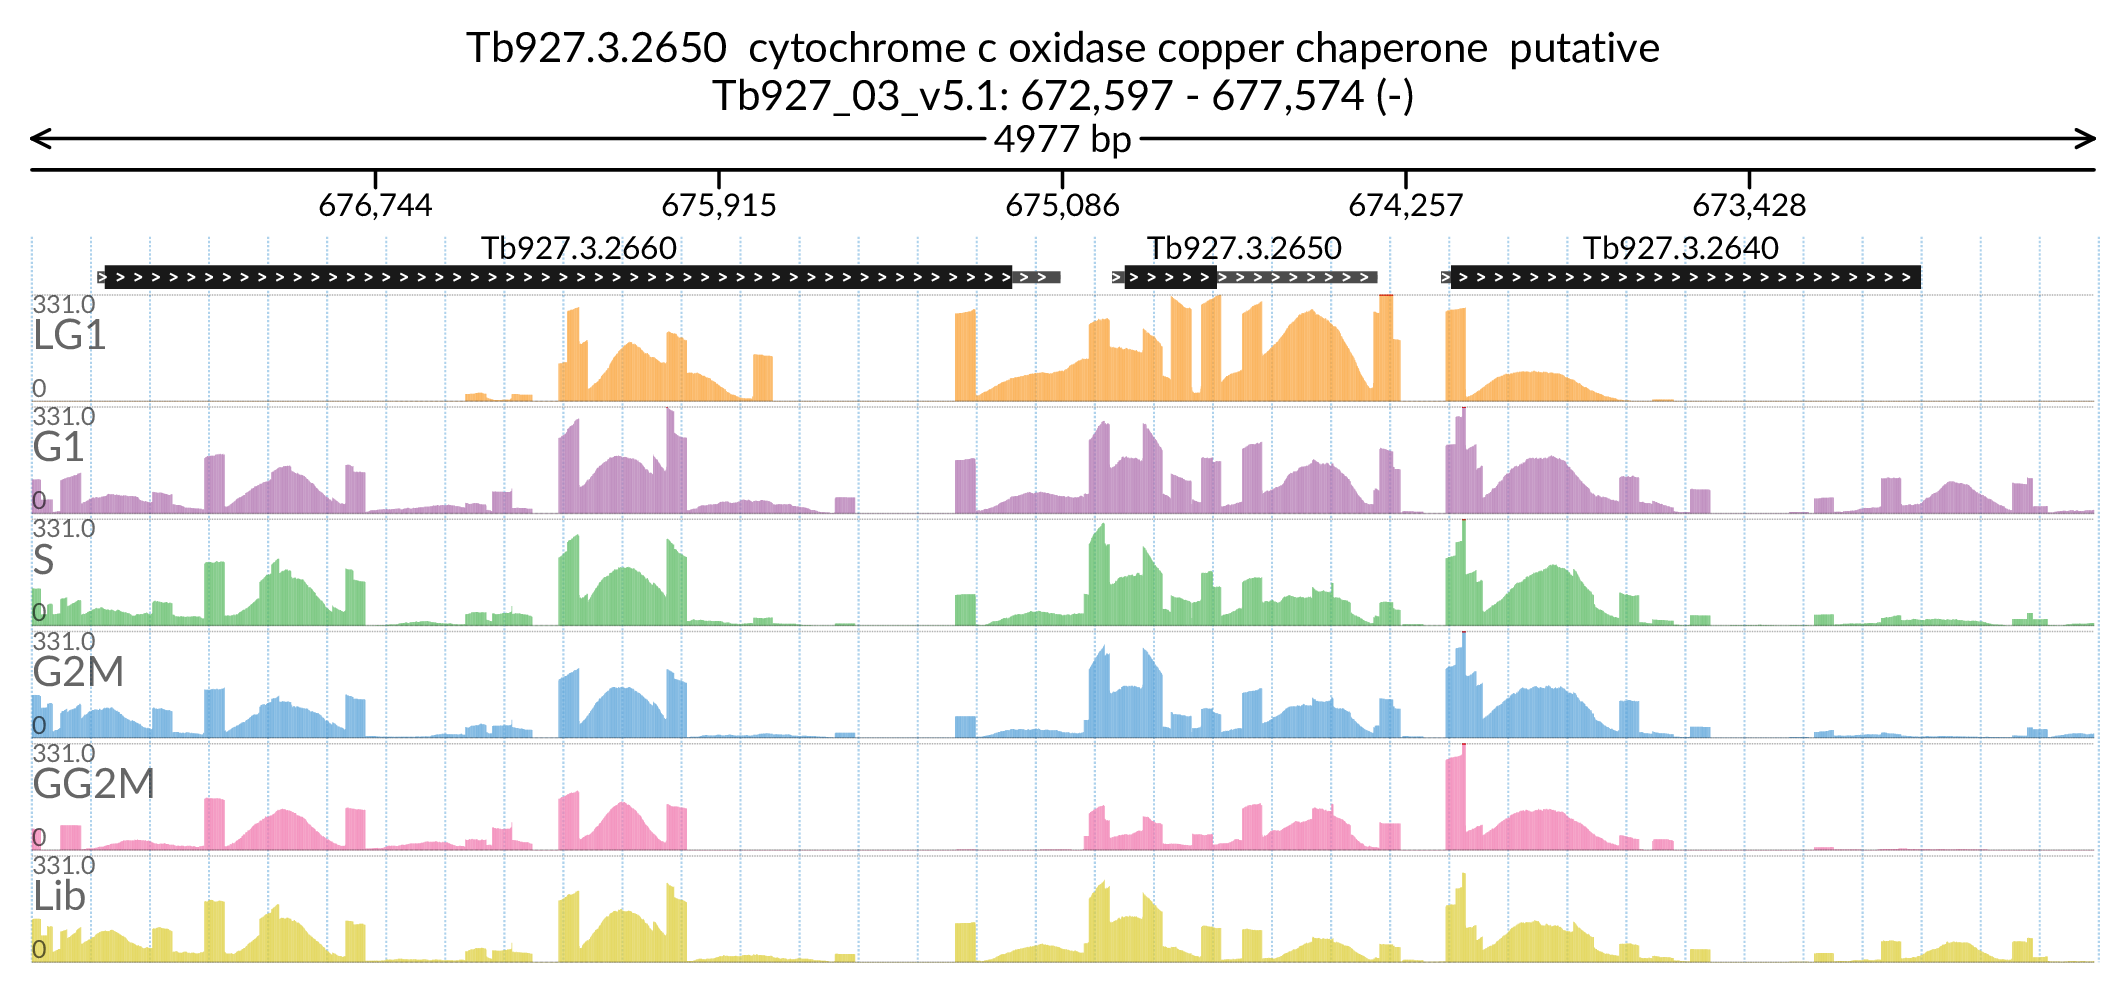 Tb927.3.2650  cytochrome c oxidase copper chaperone  putative
Tb927_03_v5.1: 672,597 - 677,574 (-)
4977 bp
676,744 675,915 675,086 674,257 673,428
Tb927.3.2660 Tb927.3.2650 Tb927.3.2640
331.0
LG1
0
331.0
G1
0
331.0
S
0
331.0
G2M
0
331.0
GG2M
0
331.0
Lib
0